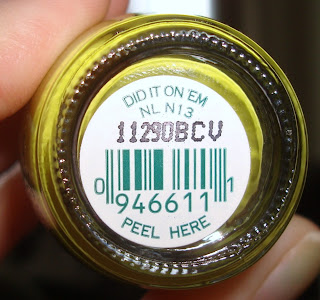 DID IT ON 'EM
NL N13
11290BCV
0 946611 1
PEEL HERE